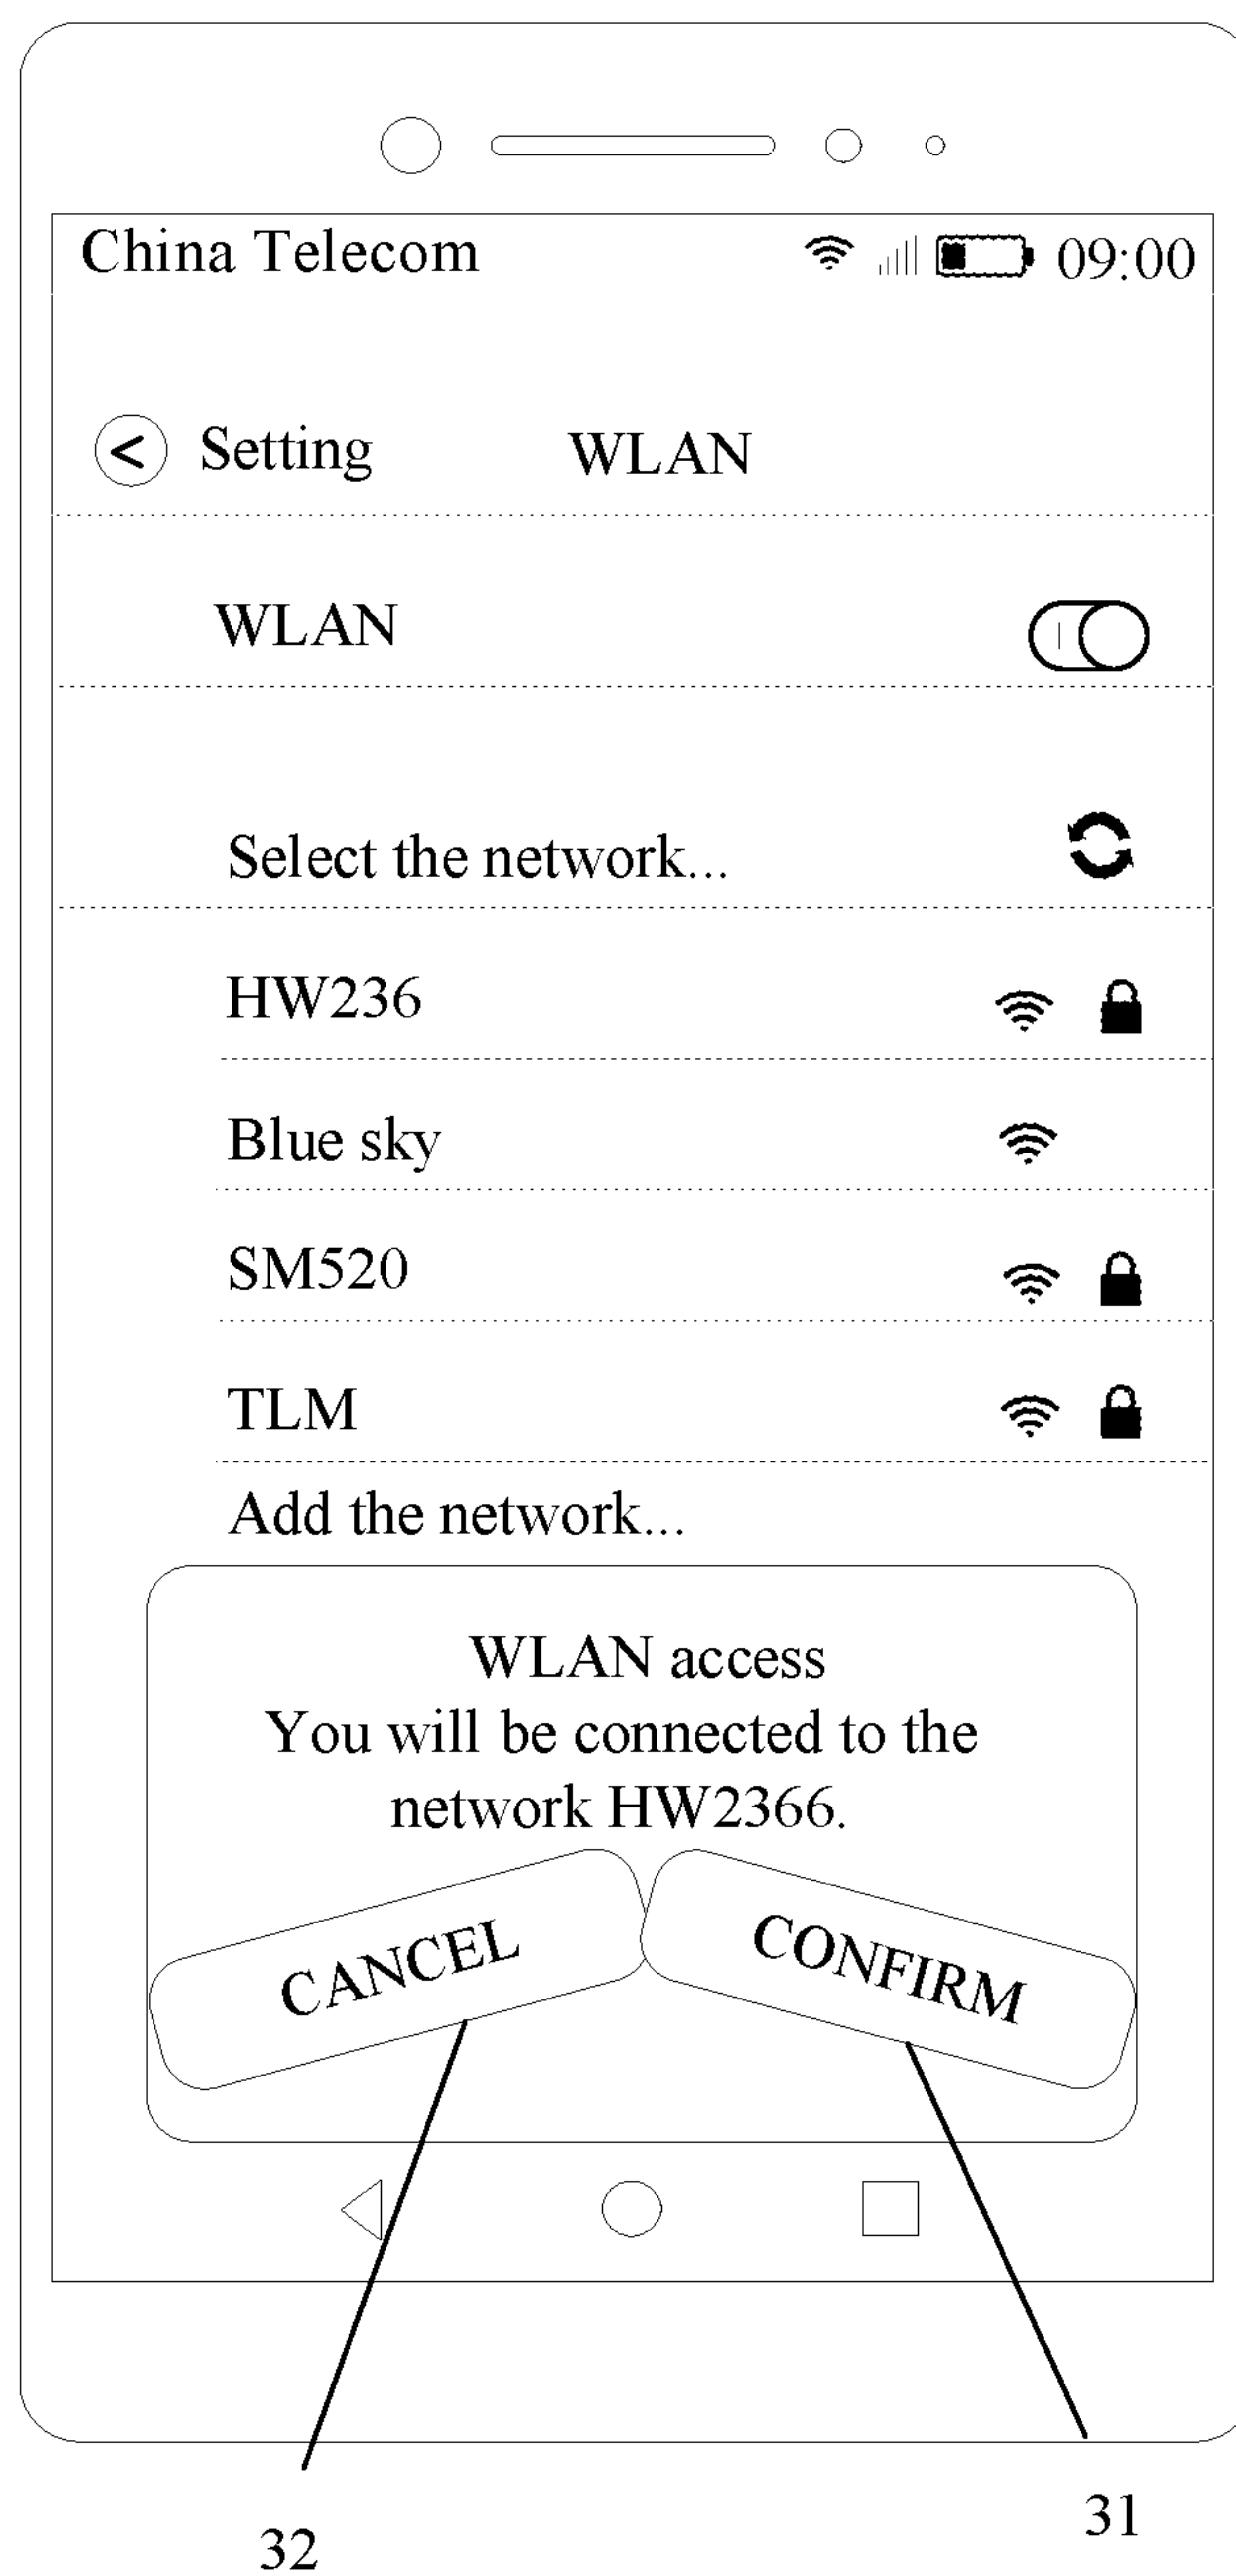 China Telecom 09:00
< Setting WLAN
WLAN
Select the network...
HW236
Blue sky
SM520
TLM
Add the network...
WLAN access
You will be connected to the
network HW2366.
CANCEL CONFIRM
32 31